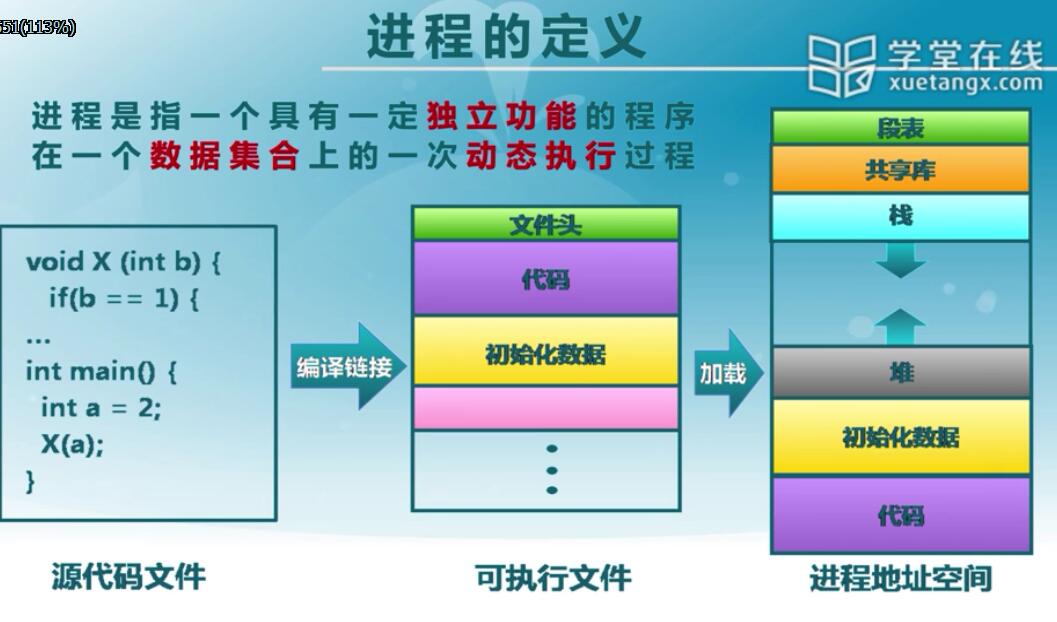 51(113%)
进程的定义
学堂在线
xuetangx.com
进程是指一个具有一定独立功能的程序
在一个数据集合上的一次动态执行过程
void X (int b) {
if(b == 1) {
...
int main() {
int a = 2;
X(a);
}
源代码文件
编译链接
文件头
代码
初始化数据
可执行文件
加载
段表
共享库
栈
堆
初始化数据
代码
进程地址空间